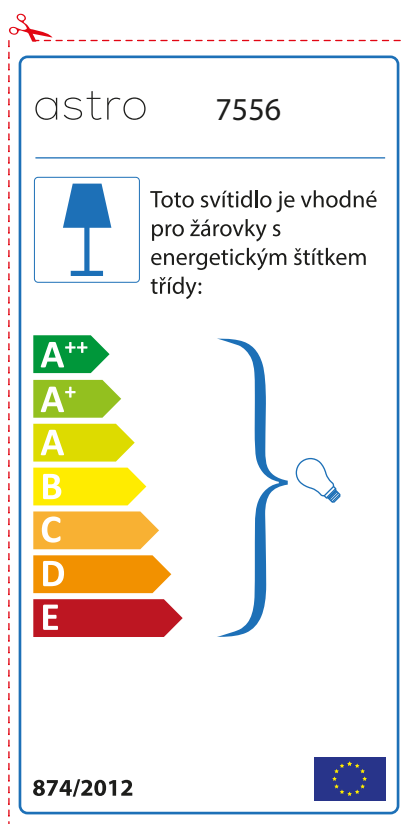 astro 7556
Toto svítidlo je vhodné
pro žárovky s
energetickým štítkem
třídy:
A++
A+
A
B
C
D
E
874/2012